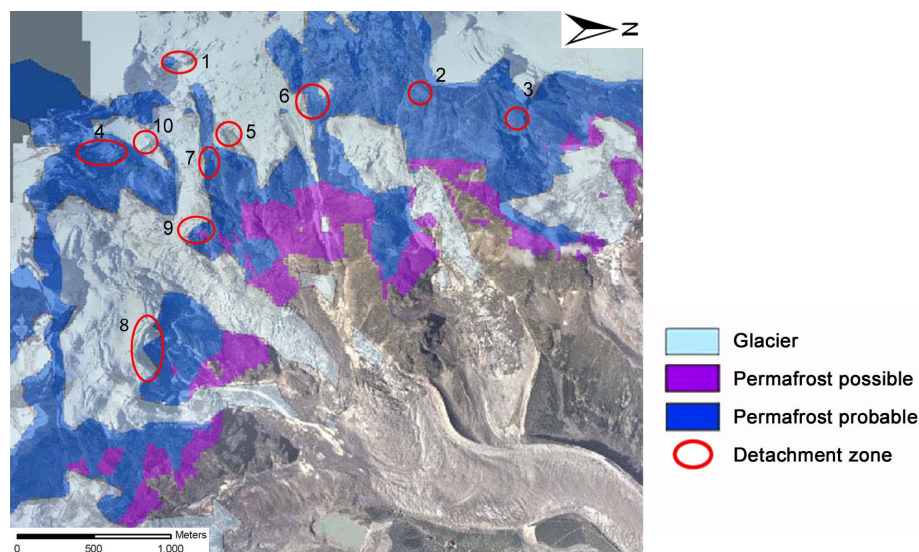 N
1
2
3
4
10
5
6
7
9
8
Glacier
Permafrost possible
Permafrost probable
Detachment zone
Meters
0 500 1.000